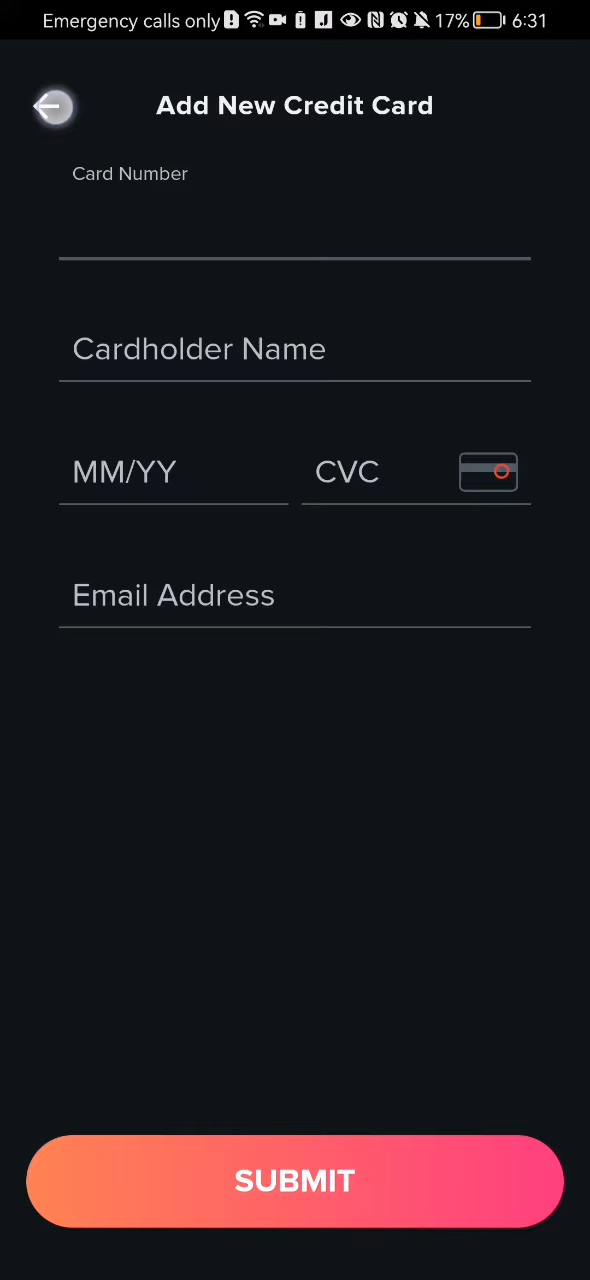 Emergency calls only 17% 6:31
Add New Credit Card
Card Number
Cardholder Name
MM/YY CVC
Email Address
SUBMIT